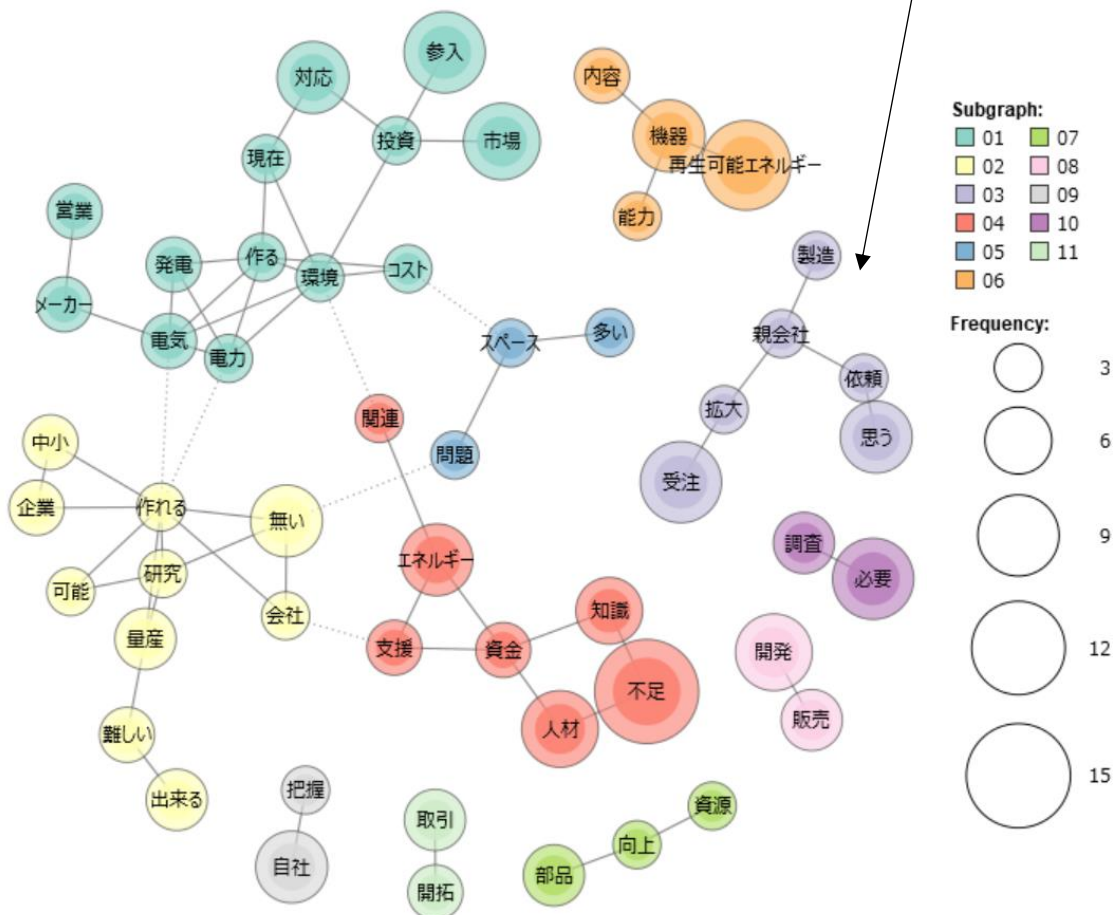 参入
対応
内容
投資
市場
機器
現在
再生可能エネルギー
営業
能力
作る
製造
発電
環境
コスト
メーカー
電気
多い
スペース
親会社
電力
依頼
関連
拡大
思う
中小
問題
受注
企業
作れる
無い
調査
エネルギー
研究
必要
可能
会社
知識
量産
支援
資金
開発
不足
難しい
人材
販売
出来る
把握
資源
取引
向上
自社
部品
開拓
Subgraph:
01 07
02 08
03 09
04 10
05 11
06
Frequency:
3
6
9
12
15